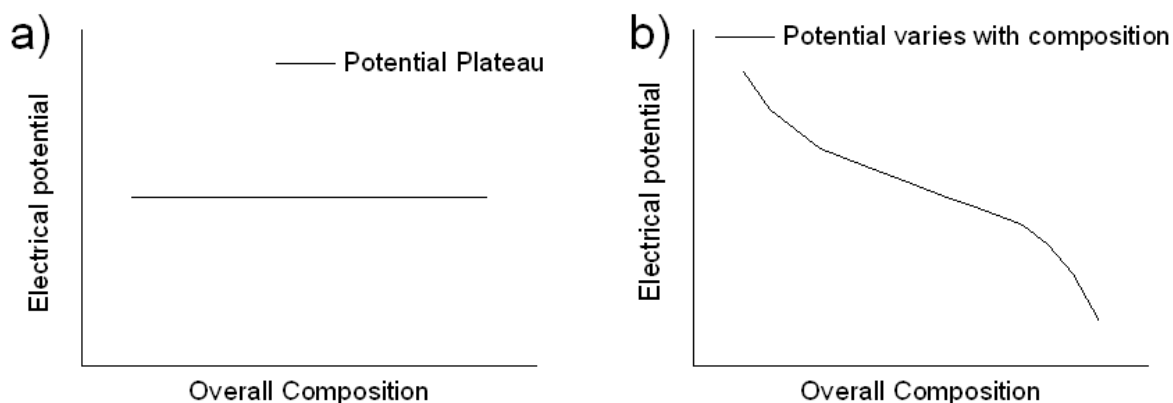 a)
Potential Plateau
Electrical potential
Overall Composition
b)
Potential varies with composition
Electrical potential
Overall Composition